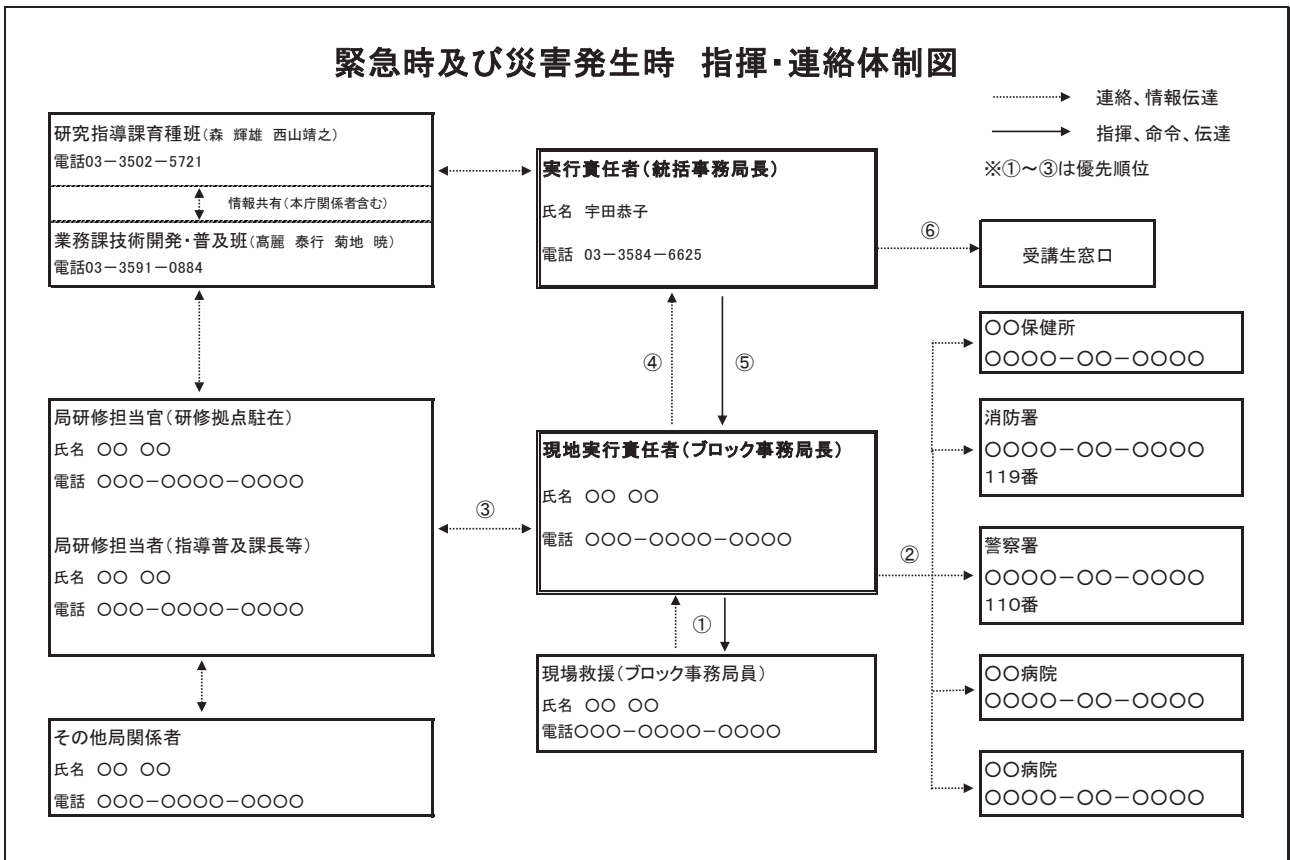 緊急時及び災害発生時 指揮・連絡体制図
連絡、情報伝達
指揮、命令、伝達
※①～③は優先順位
研究指導課育種班(森 輝雄 西山靖之)
電話03－3502－5721
情報共有(本庁関係者含む)
業務課技術開発・普及班(髙麗 泰行 菊地 暁)
電話03－3591－0884
実行責任者(統括事務局長)
氏名 宇田恭子
電話 03－3584－6625
⑥
受講生窓口
④
⑤
局研修担当官(研修拠点駐在)
氏名 ○○ ○○
電話 ○○○－○○○○－○○○○
局研修担当者(指導普及課長等)
氏名 ○○ ○○
電話 ○○○－○○○○－○○○○
③
現地実行責任者(ブロック事務局長)
氏名 ○○ ○○
電話 ○○○－○○○○－○○○○
②
①
現場救援(ブロック事務局員)
氏名 ○○ ○○
電話○○○－○○○○－○○○○
その他局関係者
氏名 ○○ ○○
電話 ○○○－○○○○－○○○○
○○保健所
○○○○－○○－○○○○
消防署
○○○○－○○－○○○○
119番
警察署
○○○○－○○－○○○○
110番
○○病院
○○○○－○○－○○○○
○○病院
○○○○－○○－○○○○